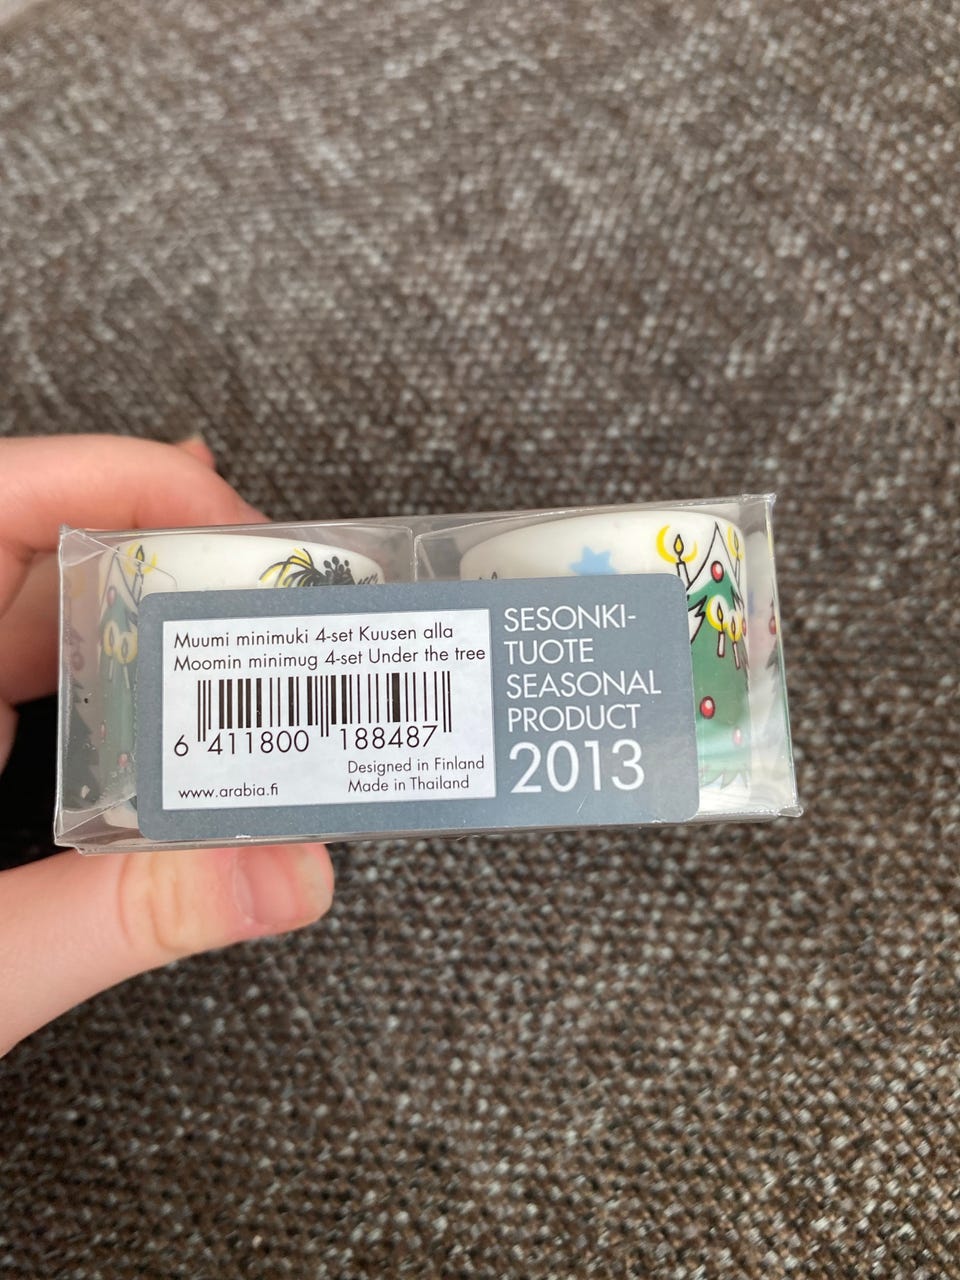 Muumi minimuki 4-set Kuusen alla
Moomin minimug 4-set Under the tree
6 411800 188487
Designed in Finland
www.arabia.fi Made in Thailand
SESONKI-
TUOTE
SEASONAL
PRODUCT
2013